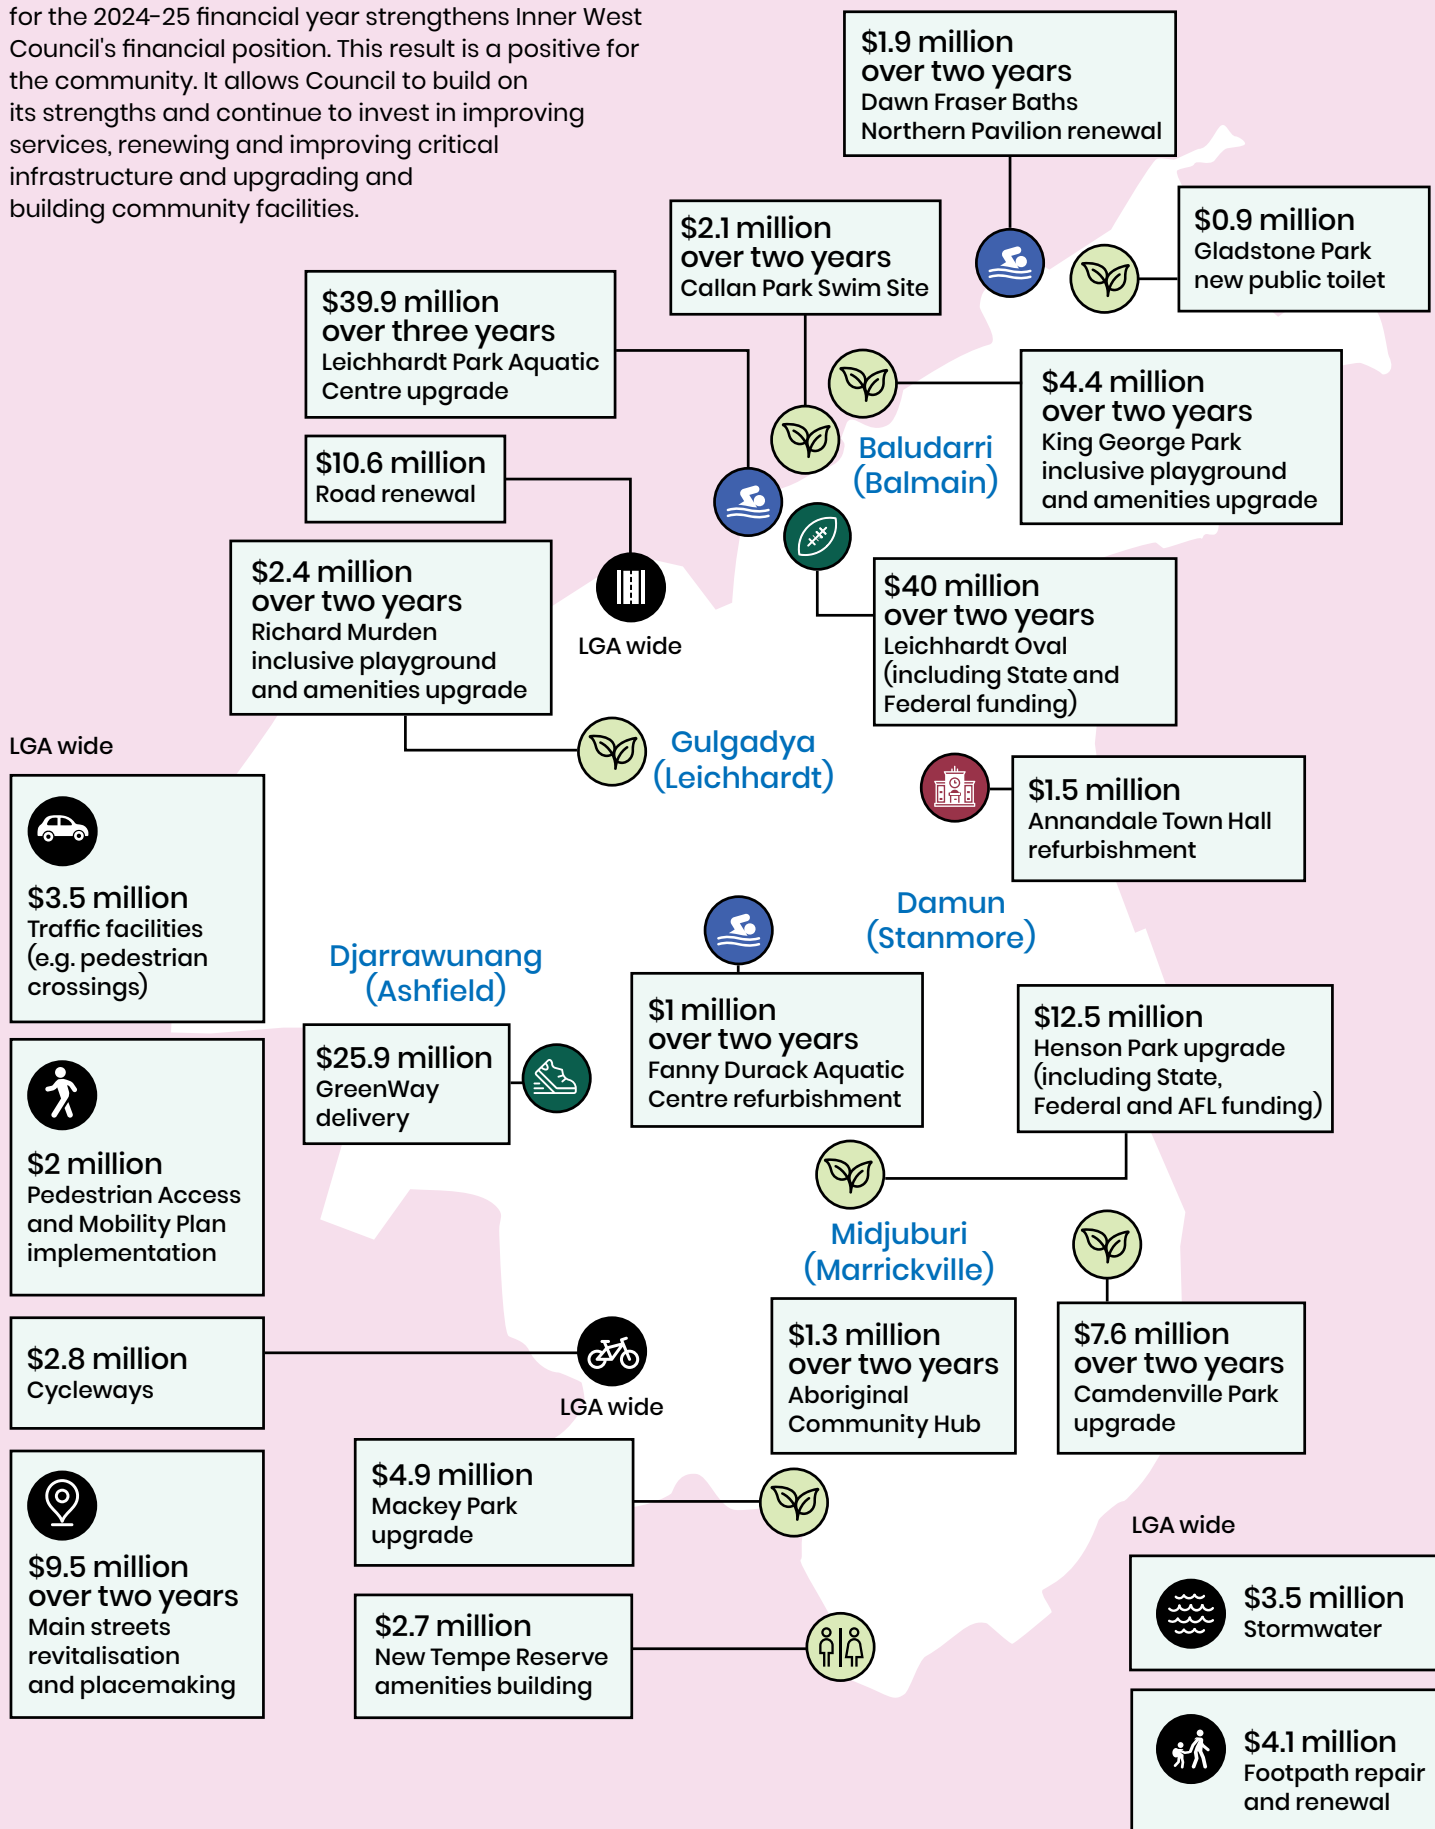 for the 2024-25 financial year strengthens Inner West
Council's financial position. This result is a positive for
the community. It allows Council to build on
its strengths and continue to invest in improving
services, renewing and improving critical
infrastructure and upgrading and
building community facilities.
$1.9 million
over two years
Dawn Fraser Baths
Northern Pavilion renewal
$2.1 million
over two years
Callan Park Swim Site
$0.9 million
Gladstone Park
new public toilet
$39.9 million
over three years
Leichhardt Park Aquatic
Centre upgrade
$4.4 million
over two years
King George Park
inclusive playground
and amenities upgrade
Baludarri
(Balmain)
$10.6 million
Road renewal
LGA wide
$2.4 million
over two years
Richard Murden
inclusive playground
and amenities upgrade
$40 million
over two years
Leichhardt Oval
(including State and
Federal funding)
Gulgadya
(Leichhardt)
$1.5 million
Annandale Town Hall
refurbishment
LGA wide
$3.5 million
Traffic facilities
(e.g. pedestrian
crossings)
Damun
(Stanmore)
Djarrawunang
(Ashfield)
$25.9 million
GreenWay
delivery
$1 million
over two years
Fanny Durack Aquatic
Centre refurbishment
$12.5 million
Henson Park upgrade
(including State,
Federal and AFL funding)
$2 million
Pedestrian Access
and Mobility Plan
implementation
Midjuburi
(Marrickville)
$2.8 million
Cycleways
LGA wide
$1.3 million
over two years
Aboriginal
Community Hub
$7.6 million
over two years
Camdenville Park
upgrade
$4.9 million
Mackey Park
upgrade
$9.5 million
over two years
Main streets
revitalisation
and placemaking
$2.7 million
New Tempe Reserve
amenities building
LGA wide
$3.5 million
Stormwater
$4.1 million
Footpath repair
and renewal